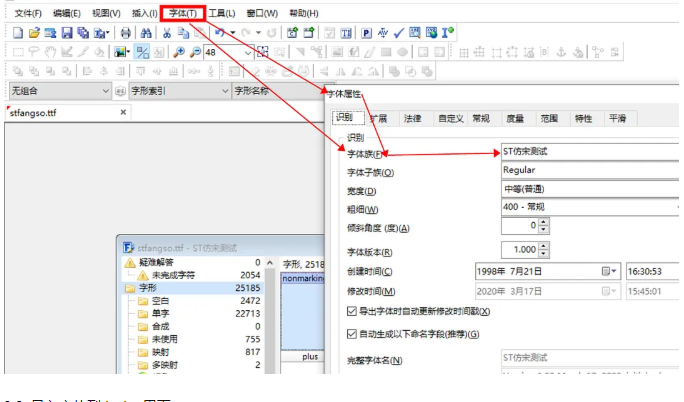 文件(F) 编辑(E) 视图(V) 插入(I) 字体(T) 工具(L) 窗口(W) 帮助(H)
48
无组合 字形索引 字形名称
stfangso.ttf ×
字体属性
识别 扩展 法律 自定义 常规 度量 范围 特性 平滑
识别
字体族(F) ST仿宋测试
字体子族(O) Regular
宽度(D) 中等(普通)
粗细(W) 400 - 常规
倾斜角度 (度)(A) 0
字体版本(R) 1.000
创建时间(C) 1998年 7月21日 16:30:53
修改时间(M) 2020年 3月17日 15:45:01
导出字体时自动更新修改时间戳(X)
自动生成以下命名字段(推荐)(G)
完整字体名(N) ST仿宋测试
stfangso.ttf - ST仿宋测试
疑难解答 0
未完成字符 2054
字形 25185
空白 2472
单字 22713
合成 0
未使用 755
映射 817
多映射 2
字形, 2518
nonmarking
plus